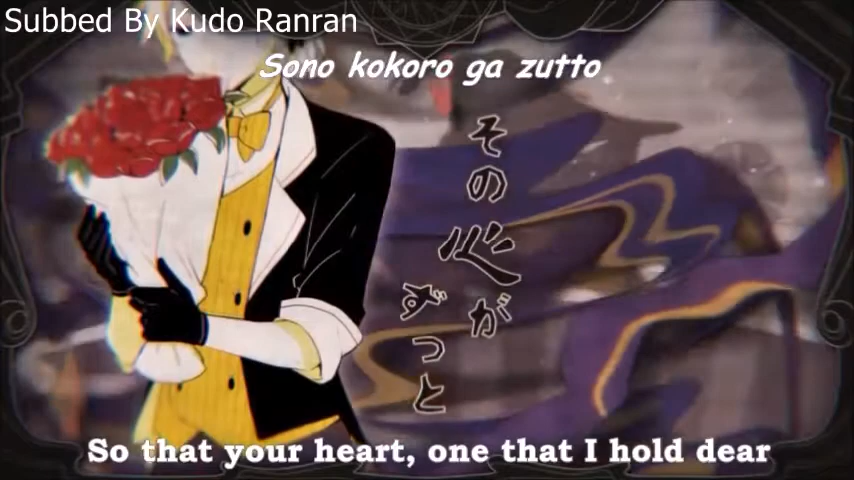 Subbed By Kudo Ranran
Sono kokoro ga zutto
その心が
ずっと
So that your heart, one that I hold dear